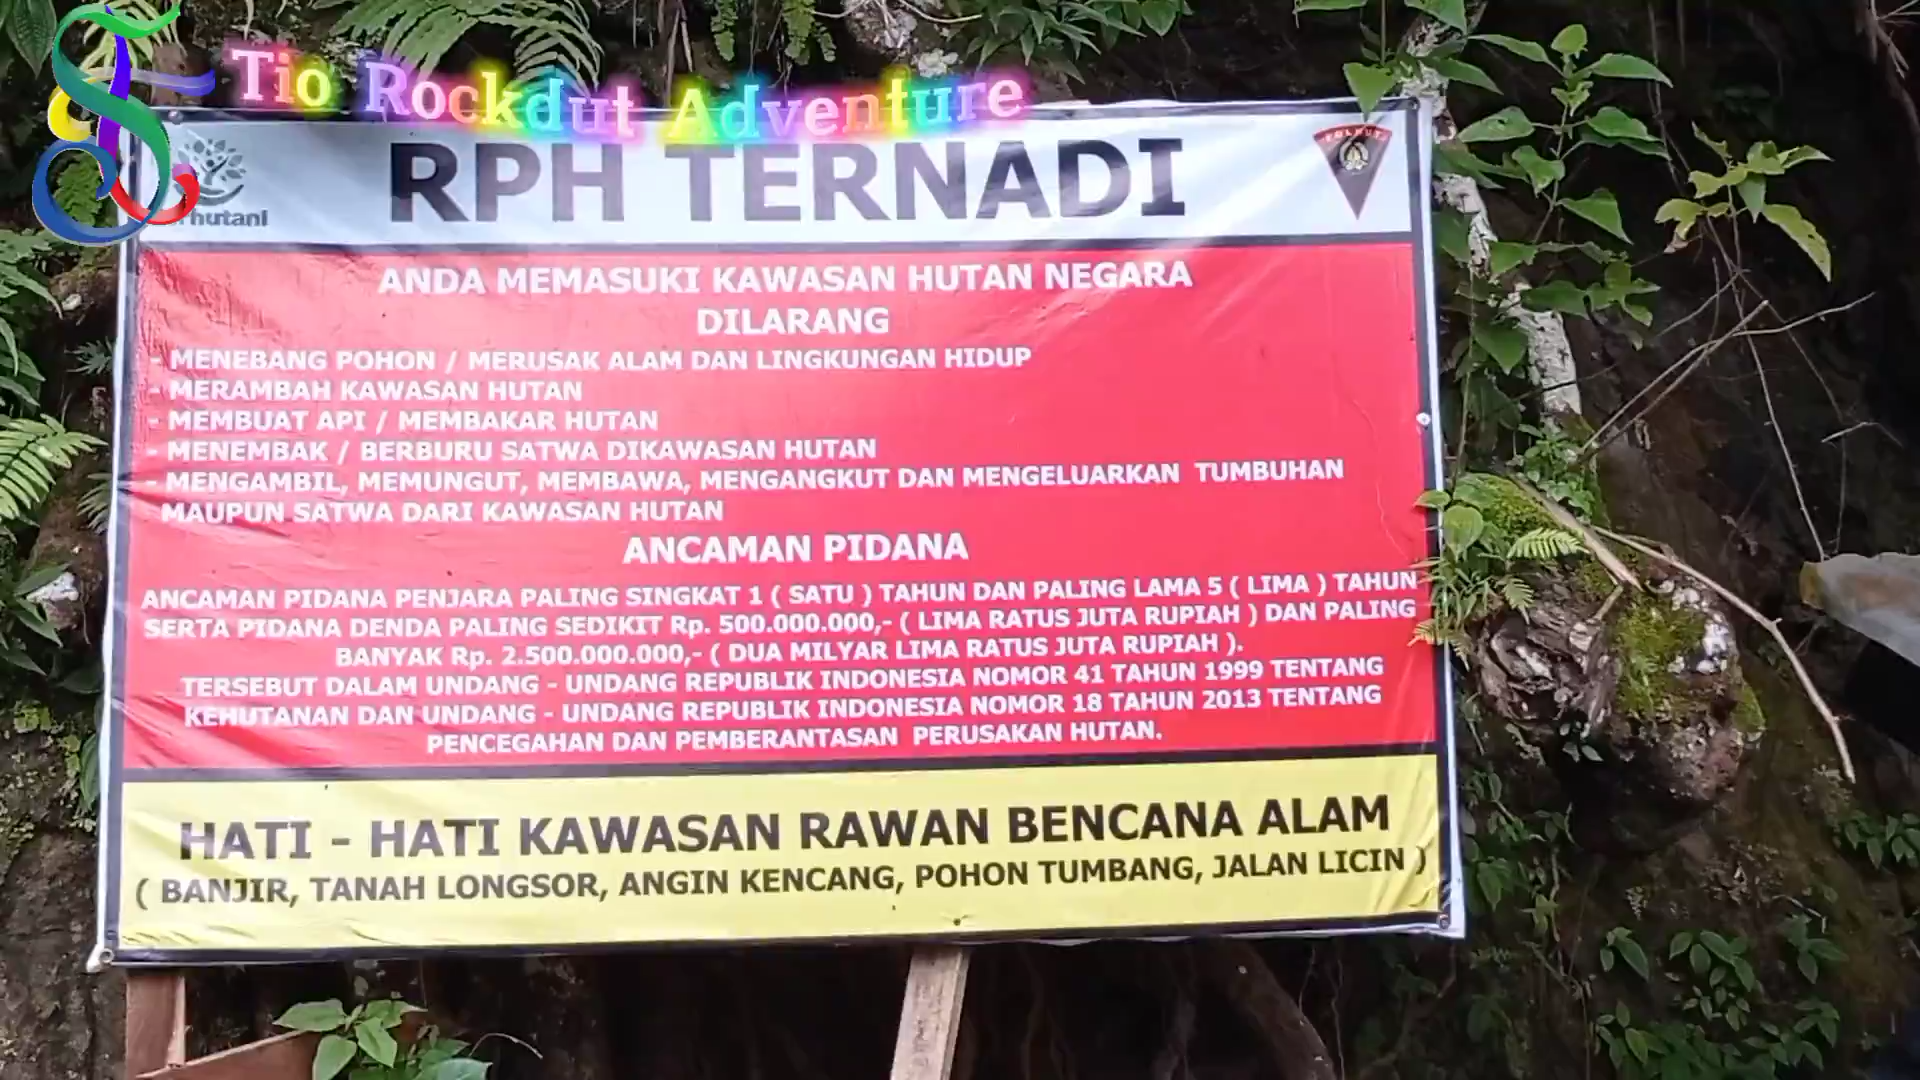 Tio Rockdut Adventure
RPH TERNADI
hutani
POLHUT
ANDA MEMASUKI KAWASAN HUTAN NEGARA
DILARANG
- MENEBANG POHON / MERUSAK ALAM DAN LINGKUNGAN HIDUP
- MERAMBAH KAWASAN HUTAN
- MEMBUAT API / MEMBAKAR HUTAN
- MENEMBAK / BERBURU SATWA DIKAWASAN HUTAN
- MENGAMBIL, MEMUNGUT, MEMBAWA, MENGANGKUT DAN MENGELUARKAN TUMBUHAN
MAUPUN SATWA DARI KAWASAN HUTAN
ANCAMAN PIDANA
ANCAMAN PIDANA PENJARA PALING SINGKAT 1 ( SATU ) TAHUN DAN PALING LAMA 5 ( LIMA ) TAHUN
SERTA PIDANA DENDA PALING SEDIKIT Rp. 500.000.000,- ( LIMA RATUS JUTA RUPIAH ) DAN PALING
BANYAK Rp. 2.500.000.000,- ( DUA MILYAR LIMA RATUS JUTA RUPIAH ).
TERSEBUT DALAM UNDANG - UNDANG REPUBLIK INDONESIA NOMOR 41 TAHUN 1999 TENTANG
KEHUTANAN DAN UNDANG - UNDANG REPUBLIK INDONESIA NOMOR 18 TAHUN 2013 TENTANG
PENCEGAHAN DAN PEMBERANTASAN PERUSAKAN HUTAN.
HATI - HATI KAWASAN RAWAN BENCANA ALAM
( BANJIR, TANAH LONGSOR, ANGIN KENCANG, POHON TUMBANG, JALAN LICIN )